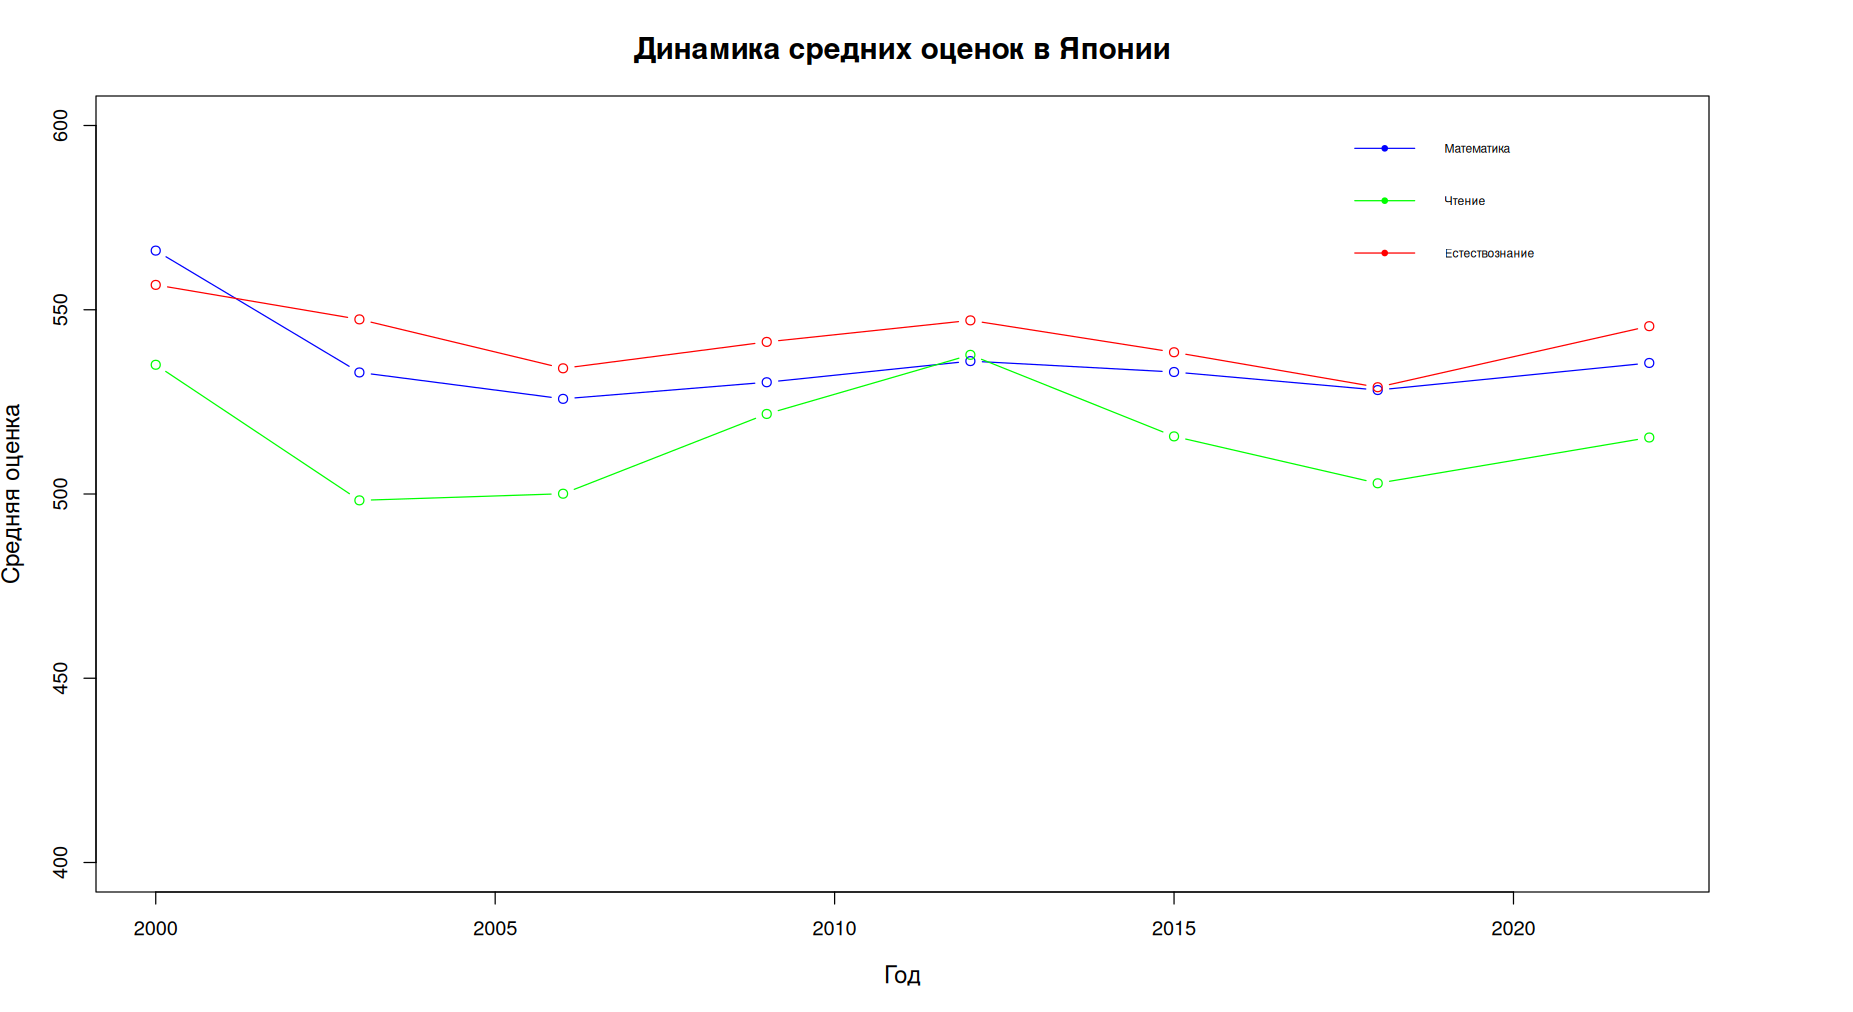 Динамика средних оценок в Японии
Средняя оценка
600
550
500
450
400
Математика
Чтение
Естествознание
2000 2005 2010 2015 2020
Год